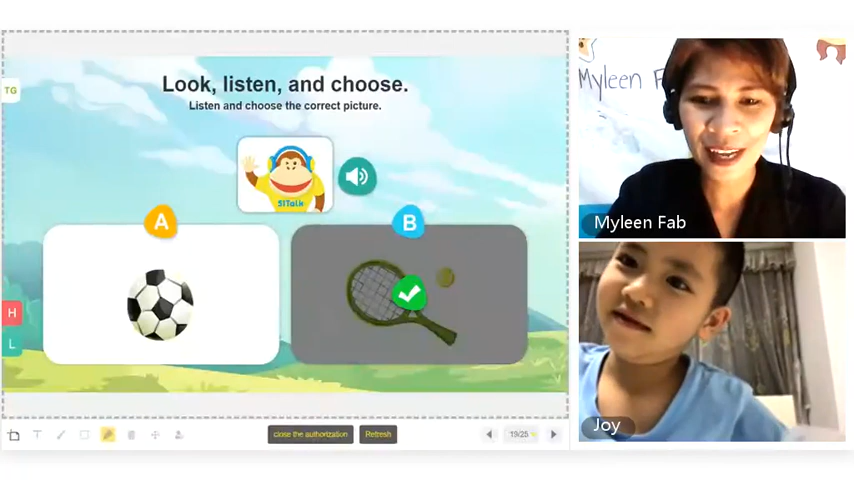 Look, listen, and choose.
Listen and choose the correct picture.
TG
51Talk
A
B
H
L
T
close the authorization
Refresh
19/25
Myleen F
Myleen Fab
Joy